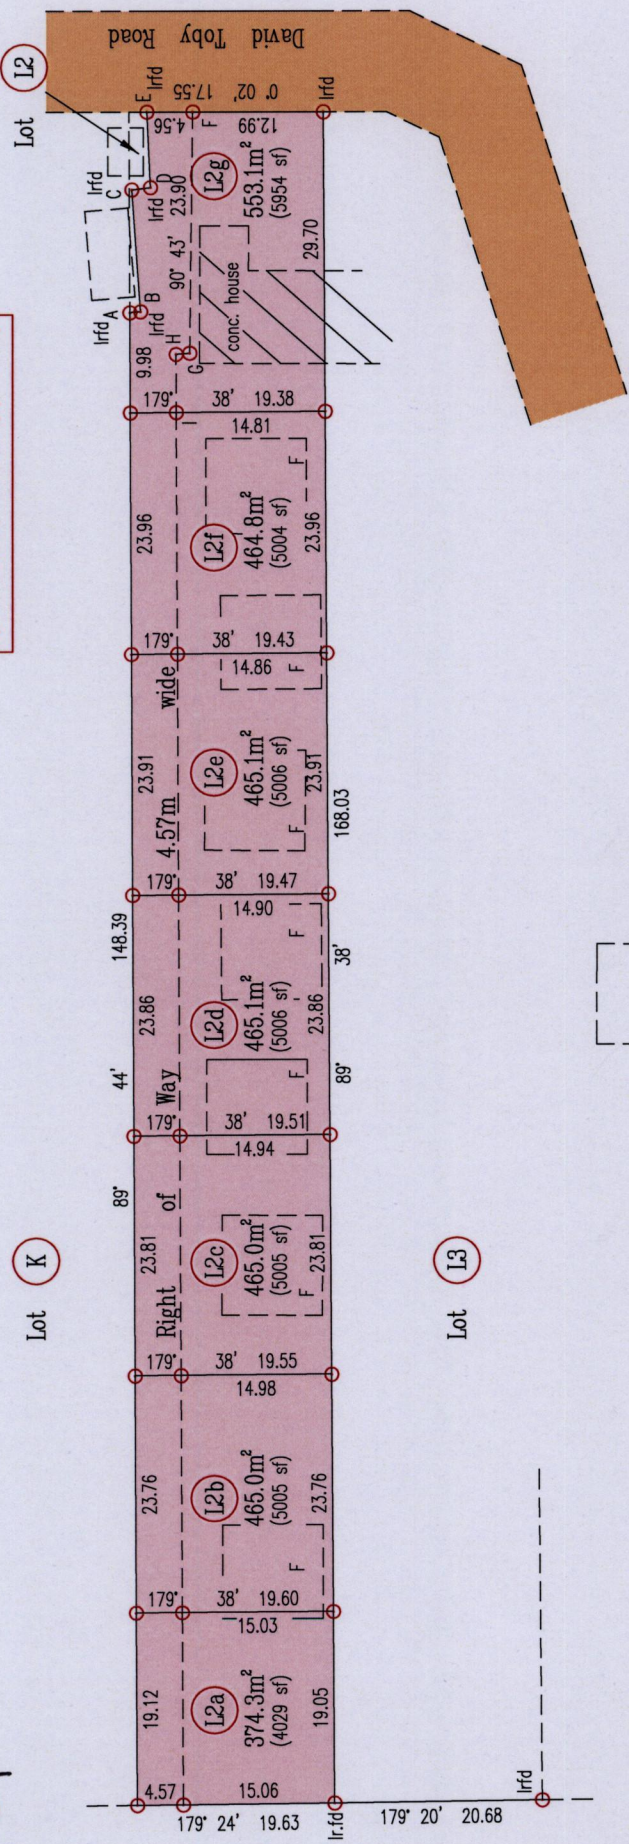 David Toby Road
Lot L2
E Irfd
4.56
17.55
0° 02'
F
12.99
Irfd
Irfd
C
D
Irfd
23.90
90° 43'
L2g
553.1m²
(5954 sf)
29.70
conc. house
Irfd A
B
Irfd
H
G
9.98
179° 38' 19.38
14.81
23.96
L2f
464.8m²
(5004 sf)
23.96
F
179° 38' 19.43
14.86
F
23.91
L2e
465.1m²
(5006 sf)
23.91
F
179° 38' 19.47
14.90
F
23.86
L2d
465.1m²
(5006 sf)
23.86
F
179° 38' 19.51
14.94
23.81
L2c
465.0m²
(5005 sf)
23.81
F
179° 38' 19.55
14.98
23.76
L2b
465.0m²
(5005 sf)
23.76
F
179° 38' 19.60
15.03
19.12
L2a
374.3m²
(4029 sf)
19.05
4.57
15.06
179° 24' 19.63
Ir.fd
179° 20' 20.68
Irfd
Right of Way 4.57m wide
89° 44' 148.39
89° 38' 168.03
Lot K
Lot L3